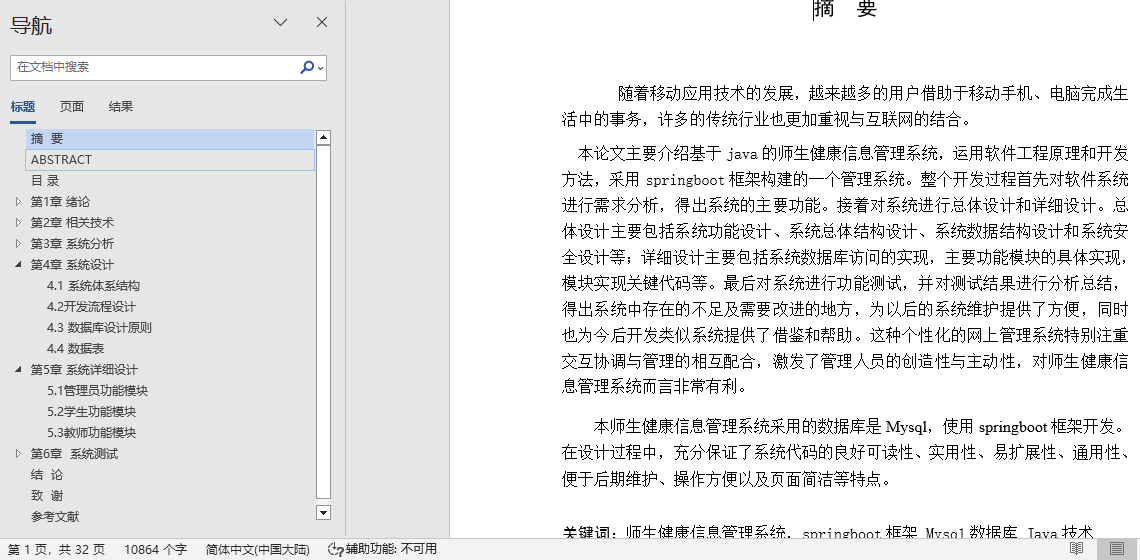 导航
在文档中搜索
标题 页面 结果
摘 要
ABSTRACT
目 录
第1章 绪论
第2章 相关技术
第3章 系统分析
第4章 系统设计
4.1 系统体系结构
4.2开发流程设计
4.3 数据库设计原则
4.4 数据表
第5章 系统详细设计
5.1管理员功能模块
5.2学生功能模块
5.3教师功能模块
第6章 系统测试
结 论
致 谢
参考文献
摘 要
随着移动应用技术的发展，越来越多的用户借助于移动手机、电脑完成生
活中的事务，许多的传统行业也更加重视与互联网的结合。
本论文主要介绍基于 java 的师生健康信息管理系统，运用软件工程原理和开发
方法，采用 springboot 框架构建的一个管理系统。整个开发过程首先对软件系统
进行需求分析，得出系统的主要功能。接着对系统进行总体设计和详细设计。总
体设计主要包括系统功能设计、系统总体结构设计、系统数据结构设计和系统安
全设计等；详细设计主要包括系统数据库访问的实现，主要功能模块的具体实现，
模块实现关键代码等。最后对系统进行功能测试，并对测试结果进行分析总结，
得出系统中存在的不足及需要改进的地方，为以后的系统维护提供了方便，同时
也为今后开发类似系统提供了借鉴和帮助。这种个性化的网上管理系统特别注重
交互协调与管理的相互配合，激发了管理人员的创造性与主动性，对师生健康信
息管理系统而言非常有利。
本师生健康信息管理系统采用的数据库是 Mysql，使用 springboot 框架开发。
在设计过程中，充分保证了系统代码的良好可读性、实用性、易扩展性、通用性、
便于后期维护、操作方便以及页面简洁等特点。
关键词：师生健康信息管理系统，springboot 框架 Mysql 数据库 Java 技术
第 1 页，共 32 页 10864 个字 简体中文(中国大陆) 辅助功能: 不可用